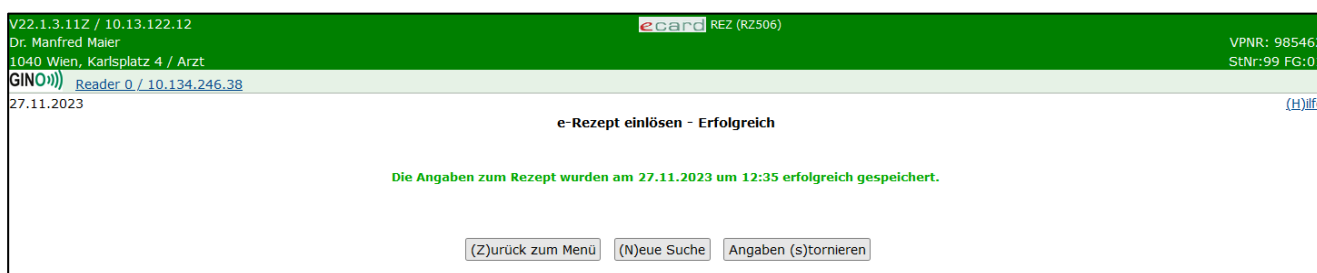 V22.1.3.11Z / 10.13.122.12 ecard REZ (RZ506)
Dr. Manfred Maier VPNR: 98546
1040 Wien, Karlsplatz 4 / Arzt StNr:99 FG:0
GINO Reader 0 / 10.134.246.38
27.11.2023 (H)ilf
e-Rezept einlösen - Erfolgreich
Die Angaben zum Rezept wurden am 27.11.2023 um 12:35 erfolgreich gespeichert.
(Z)urück zum Menü (N)eue Suche Angaben (s)tornieren